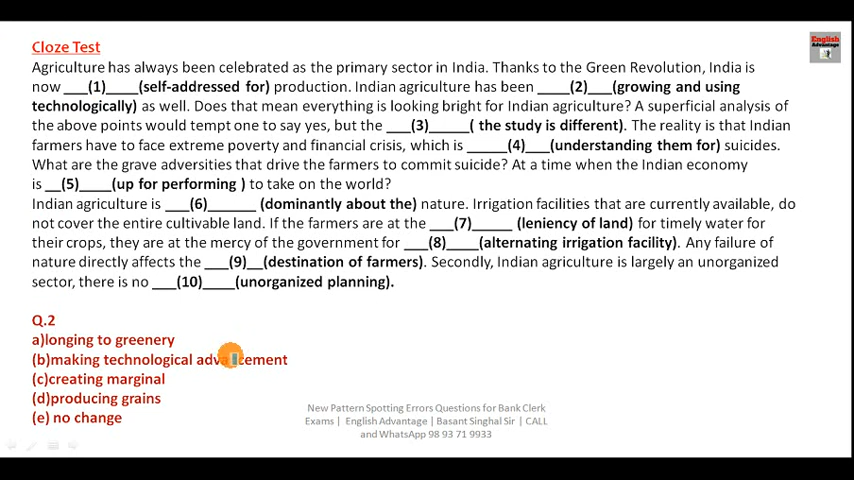 English
Advantage
Cloze Test
Agriculture has always been celebrated as the primary sector in India. Thanks to the Green Revolution, India is
now ___(1)____(self-addressed for) production. Indian agriculture has been ____(2)___(growing and using
technologically) as well. Does that mean everything is looking bright for Indian agriculture? A superficial analysis of
the above points would tempt one to say yes, but the ___(3)_____( the study is different). The reality is that Indian
farmers have to face extreme poverty and financial crisis, which is ______(4)___(understanding them for) suicides.
What are the grave adversities that drive the farmers to commit suicide? At a time when the Indian economy
is __(5)____(up for performing ) to take on the world?
Indian agriculture is ___(6)______ (dominantly about the) nature. Irrigation facilities that are currently available, do
not cover the entire cultivable land. If the farmers are at the ___(7)_____ (leniency of land) for timely water for
their crops, they are at the mercy of the government for ___(8)____(alternating irrigation facility). Any failure of
nature directly affects the ___(9)__(destination of farmers). Secondly, Indian agriculture is largely an unorganized
sector, there is no ___(10)____(unorganized planning).
Q.2
a)longing to greenery
(b)making technological advancement
(c)creating marginal
(d)producing grains
(e) no change
New Pattern Spotting Errors Questions for Bank Clerk
Exams | English Advantage | Basant Singhal Sir | CALL
and WhatsApp 98 93 71 9933